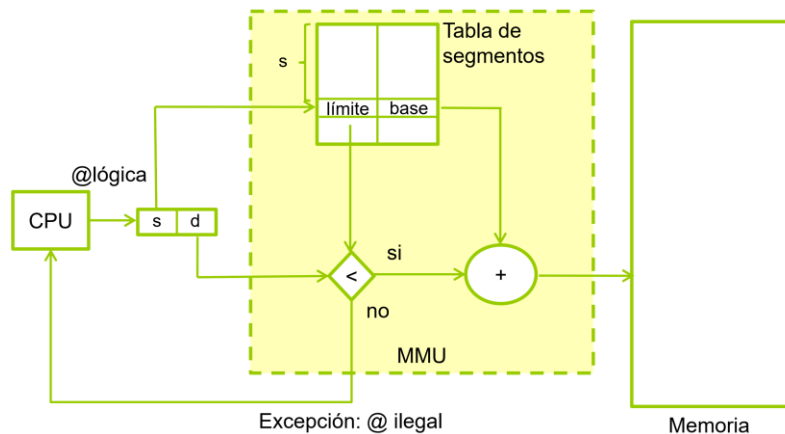 Tabla de
segmentos
s
límite base
@lógica
CPU
s d
si
<
+
no
MMU
Excepción: @ ilegal
Memoria